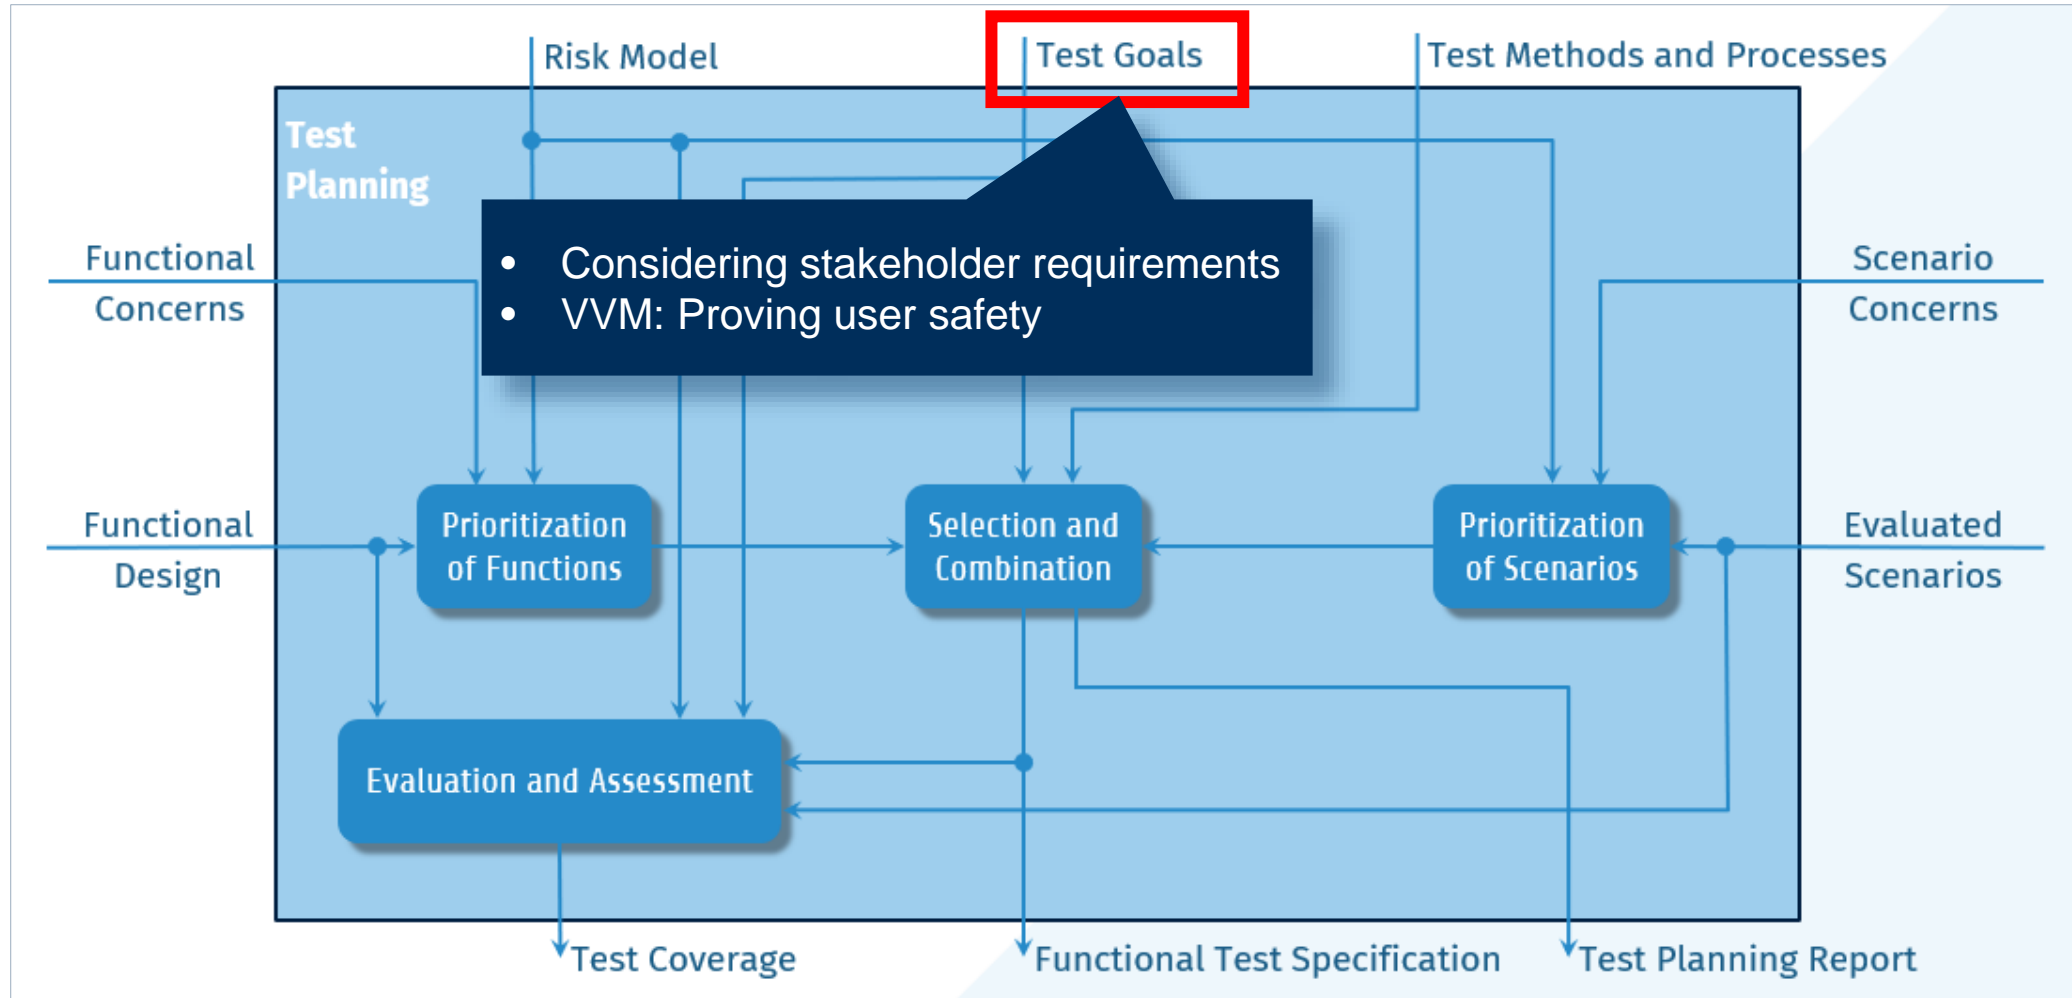 Risk Model
Test Goals
Test Methods and Processes
Test
Planning
• Considering stakeholder requirements
• VVM: Proving user safety
Functional
Concerns
Scenario
Concerns
Functional
Design
Prioritization
of Functions
Selection and
Combination
Prioritization
of Scenarios
Evaluated
Scenarios
Evaluation and Assessment
Test Coverage
Functional Test Specification
Test Planning Report